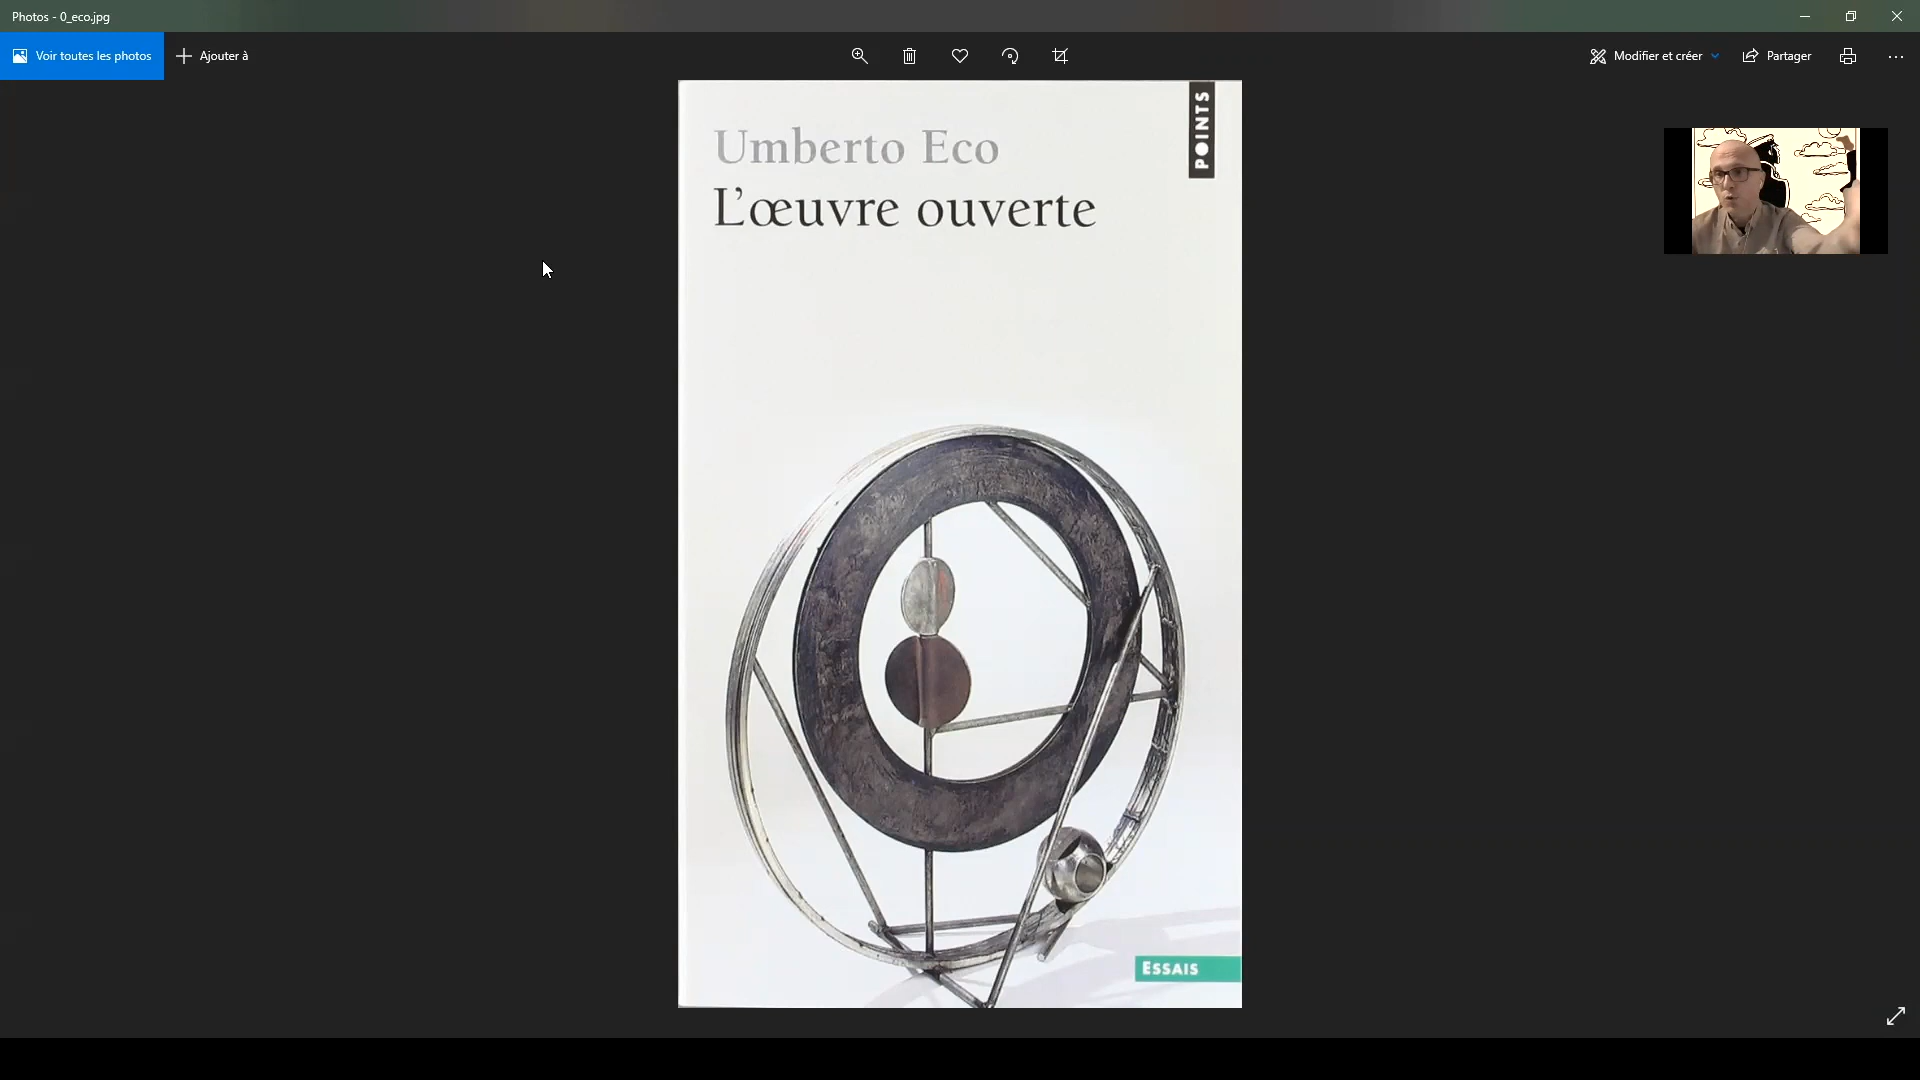 Photos - 0_eco.jpg
Voir toutes les photos
Ajouter à
Modifier et créer
Partager
Umberto Eco
L'œuvre ouverte
POINTS
ESSAIS